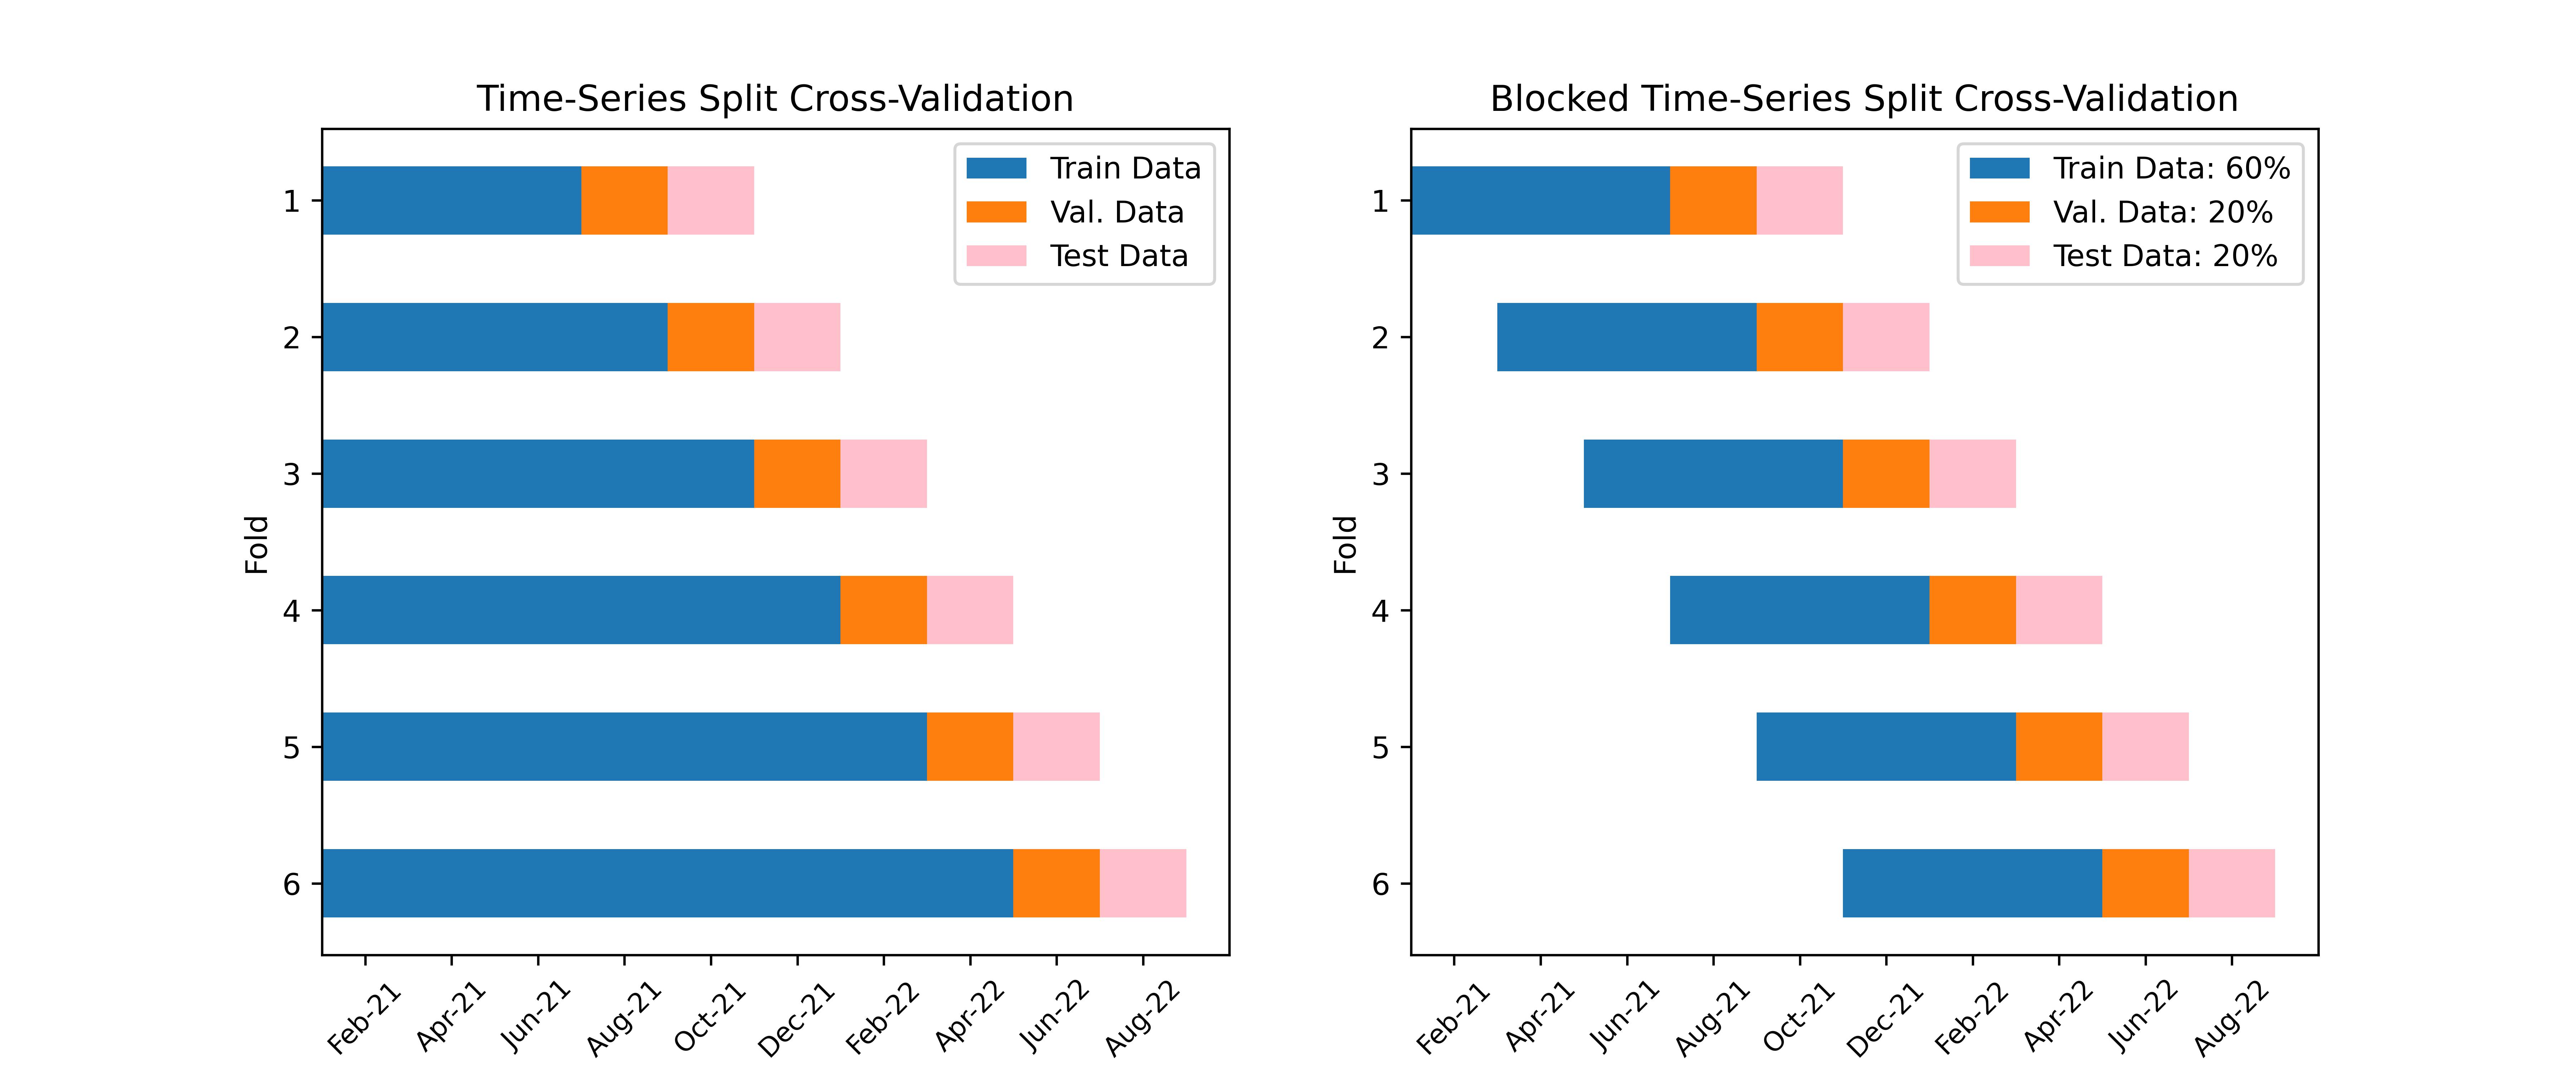 Time-Series Split Cross-Validation
Train Data
Val. Data
Test Data
Fold
1
2
3
4
5
6
Feb-21
Apr-21
Jun-21
Aug-21
Oct-21
Dec-21
Feb-22
Apr-22
Jun-22
Aug-22
Blocked Time-Series Split Cross-Validation
Train Data: 60%
Val. Data: 20%
Test Data: 20%
Fold
1
2
3
4
5
6
Feb-21
Apr-21
Jun-21
Aug-21
Oct-21
Dec-21
Feb-22
Apr-22
Jun-22
Aug-22